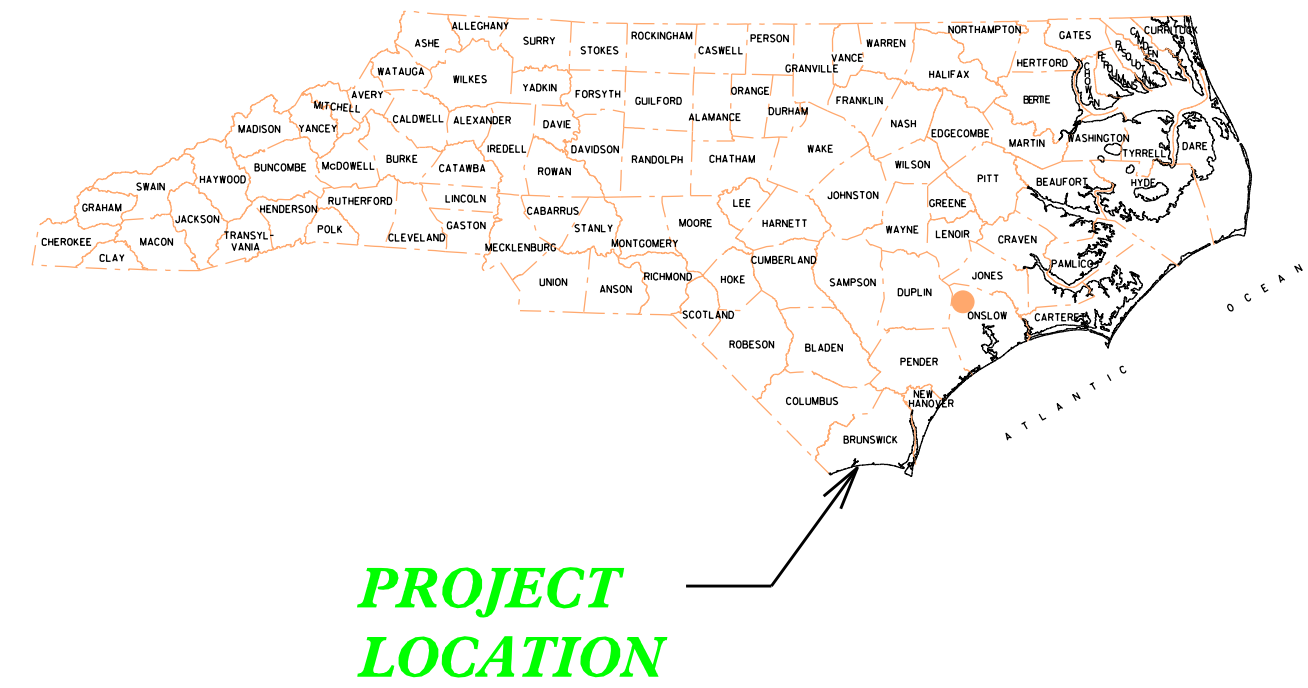 ALLEGHANY
ASHE
SURRY
STOKES
ROCKINGHAM
CASWELL
PERSON
GRANVILLE
VANCE
WARREN
NORTHAMPTON
GATES
CAMDEN
CURRITUCK
PASQUOTANK
PERQUIMANS
CHOWAN
HERTFORD
HALIFAX
BERTIE
WATAUGA
WILKES
YADKIN
FORSYTH
GUILFORD
ALAMANCE
ORANGE
DURHAM
FRANKLIN
NASH
EDGECOMBE
MARTIN
WASHINGTON
TYRRELL
DARE
AVERY
MITCHELL
YANCEY
MADISON
CALDWELL
ALEXANDER
DAVIE
IREDELL
DAVIDSON
RANDOLPH
CHATHAM
WAKE
WILSON
PITT
BEAUFORT
HYDE
BUNCOMBE
McDOWELL
BURKE
CATAWBA
ROWAN
HAYWOOD
SWAIN
GRAHAM
JACKSON
HENDERSON
RUTHERFORD
LINCOLN
CABARRUS
STANLY
MOORE
LEE
HARNETT
JOHNSTON
GREENE
WAYNE
LENOIR
CRAVEN
PAMLICO
CHEROKEE
CLAY
MACON
TRANSYL-
VANIA
POLK
CLEVELAND
GASTON
MECKLENBURG
MONTGOMERY
UNION
ANSON
RICHMOND
HOKE
CUMBERLAND
SAMPSON
DUPLIN
JONES
ONSLOW
CARTERET
SCOTLAND
ROBESON
BLADEN
PENDER
COLUMBUS
NEW
HANOVER
BRUNSWICK
ATLANTIC OCEAN
PROJECT
LOCATION